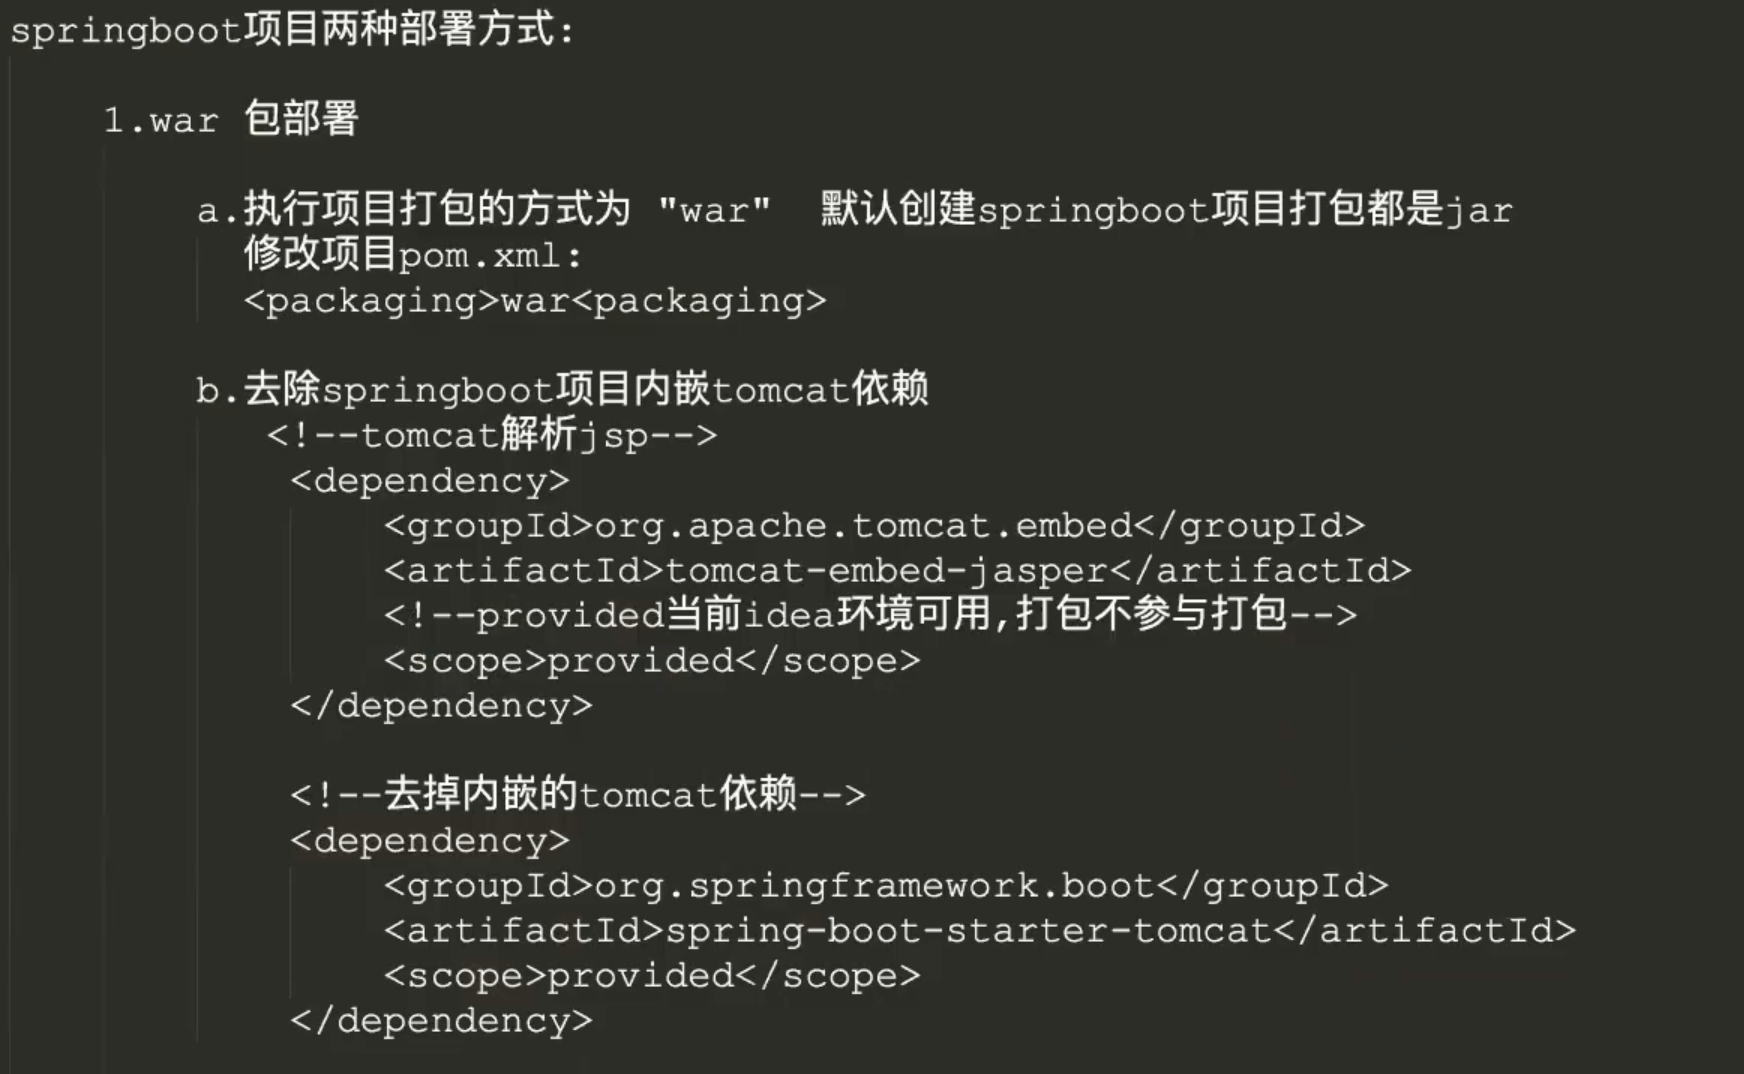 springboot项目两种部署方式:
1.war 包部署
a.执行项目打包的方式为 "war"  默认创建springboot项目打包都是jar
修改项目pom.xml:
<packaging>war<packaging>
b.去除springboot项目内嵌tomcat依赖
<!--tomcat解析jsp-->
<dependency>
<groupId>org.apache.tomcat.embed</groupId>
<artifactId>tomcat-embed-jasper</artifactId>
<!--provided当前idea环境可用,打包不参与打包-->
<scope>provided</scope>
</dependency>
<!--去掉内嵌的tomcat依赖-->
<dependency>
<groupId>org.springframework.boot</groupId>
<artifactId>spring-boot-starter-tomcat</artifactId>
<scope>provided</scope>
</dependency>